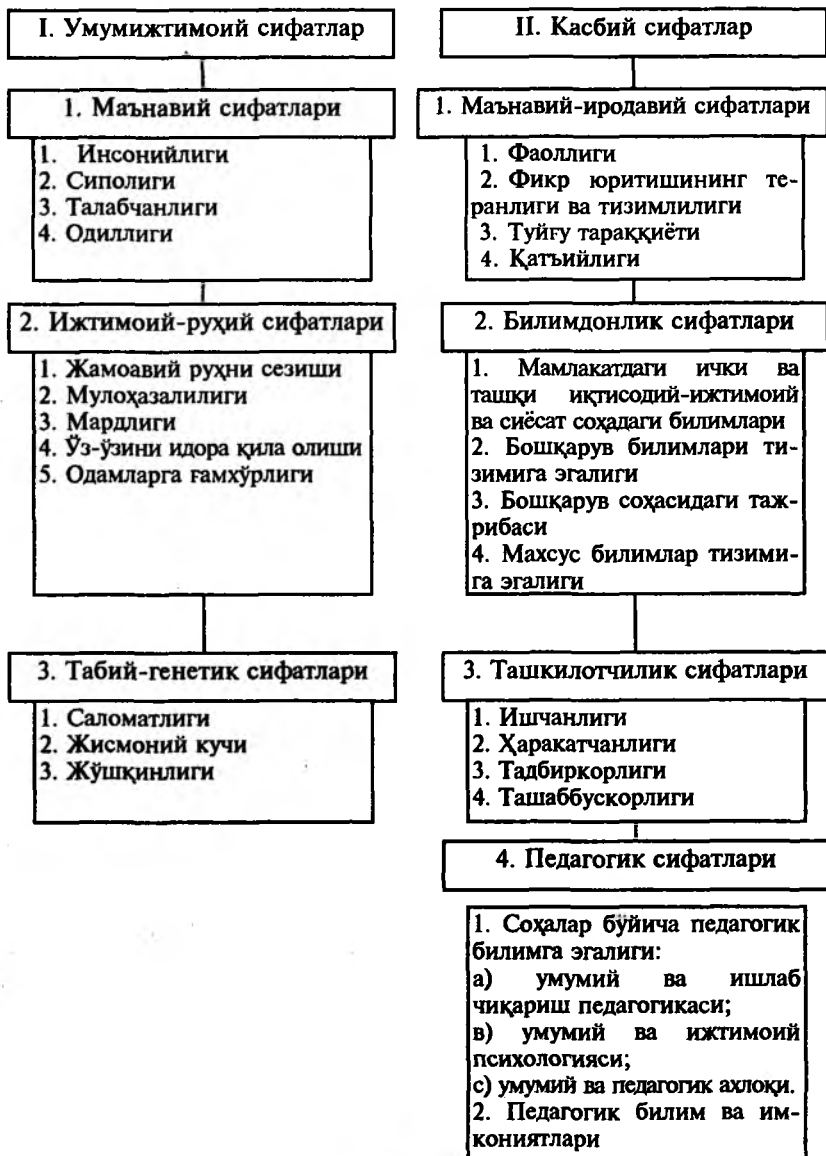 I. Умумижтимоий сифатлар
1. Маънавий сифатлари
1. Инсонийлиги
2. Сиполиги
3. Талабчанлиги
4. Одиллиги
2. Ижтимоий-руҳий сифатлари
1. Жамоавий руҳни сезиши
2. Мулоҳазалилиги
3. Мардлиги
4. Ўз-ўзини идора қила олиши
5. Одамларга ғамхўрлиги
3. Табий-генетик сифатлари
1. Саломатлиги
2. Жисмоний кучи
3. Жўшқинлиги
II. Касбий сифатлар
1. Маънавий-иродавий сифатлари
1. Фаоллиги
2. Фикр юритишининг те-
ранлиги ва тизимлилиги
3. Туйғу тараққиёти
4. Қатъийлиги
2. Билимдонлик сифатлари
1. Мамлакатдаги ички ва
ташқи иқтисодий-ижтимоий
ва сиёсат соҳадаги билимлари
2. Бошқарув билимлари ти-
зимига эгалиги
3. Бошқарув соҳасидаги таж-
рибаси
4. Махсус билимлар тизими-
га эгалиги
3. Ташкилотчилик сифатлари
1. Ишчанлиги
2. Ҳаракатчанлиги
3. Тадбиркорлиги
4. Ташаббускорлиги
4. Педагогик сифатлари
1. Соҳалар бўйича педагогик
билимга эгалиги:
а) умумий ва ишлаб
чиқариш педагогикаси;
в) умумий ва ижтимоий
психологияси;
с) умумий ва педагогик ахлоқи.
2. Педагогик билим ва им-
кониятлари